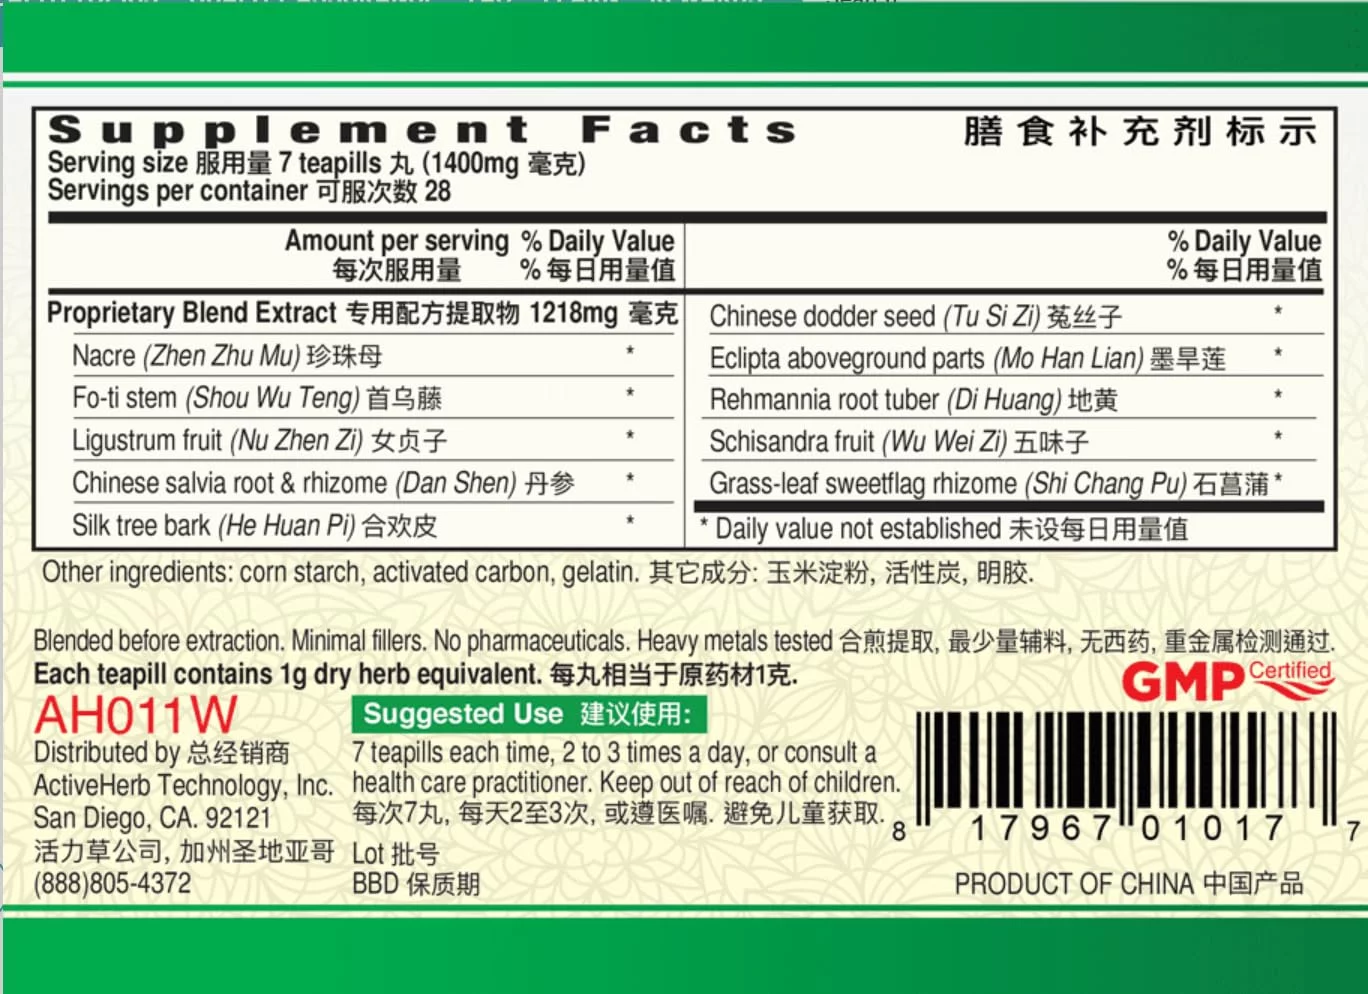 Supplement Facts 膳食补充剂标示
Serving size 服用量 7 teapills 丸 (1400mg 毫克)
Servings per container 可服次数 28
Amount per serving % Daily Value
每次服用量 % 每日用量值
Proprietary Blend Extract 专用配方提取物 1218mg 毫克
Nacre (Zhen Zhu Mu) 珍珠母 *
Fo-ti stem (Shou Wu Teng) 首乌藤 *
Ligustrum fruit (Nu Zhen Zi) 女贞子 *
Chinese salvia root & rhizome (Dan Shen) 丹参 *
Silk tree bark (He Huan Pi) 合欢皮 *
% Daily Value
% 每日用量值
Chinese dodder seed (Tu Si Zi) 菟丝子 *
Eclipta aboveground parts (Mo Han Lian) 墨旱莲 *
Rehmannia root tuber (Di Huang) 地黄 *
Schisandra fruit (Wu Wei Zi) 五味子 *
Grass-leaf sweetflag rhizome (Shi Chang Pu) 石菖蒲 *
* Daily value not established 未设每日用量值
Other ingredients: corn starch, activated carbon, gelatin. 其它成分: 玉米淀粉, 活性炭, 明胶.
Blended before extraction. Minimal fillers. No pharmaceuticals. Heavy metals tested 合煎提取, 最少量辅料, 无西药, 重金属检测通过.
Each teapill contains 1g dry herb equivalent. 每丸相当于原药材1克.
GMP Certified
AH011W
Distributed by 总经销商
ActiveHerb Technology, Inc.
San Diego, CA. 92121
活力草公司, 加州圣地亚哥
(888)805-4372
Suggested Use 建议使用:
7 teapills each time, 2 to 3 times a day, or consult a
health care practitioner. Keep out of reach of children.
每次7丸, 每天2至3次, 或遵医嘱. 避免儿童获取.
Lot 批号
BBD 保质期
8 17967 01017 7
PRODUCT OF CHINA 中国产品